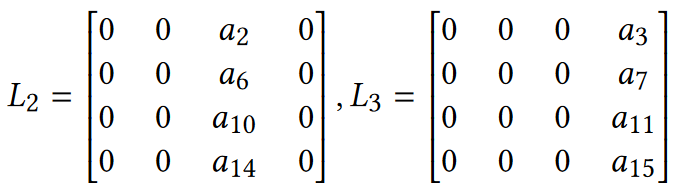 L₂ = [0 0 a₂ 0; 0 0 a₆ 0; 0 0 a₁₀ 0; 0 0 a₁₄ 0], L₃ = [0 0 0 a₃; 0 0 0 a₇; 0 0 0 a₁₁; 0 0 0 a₁₅]